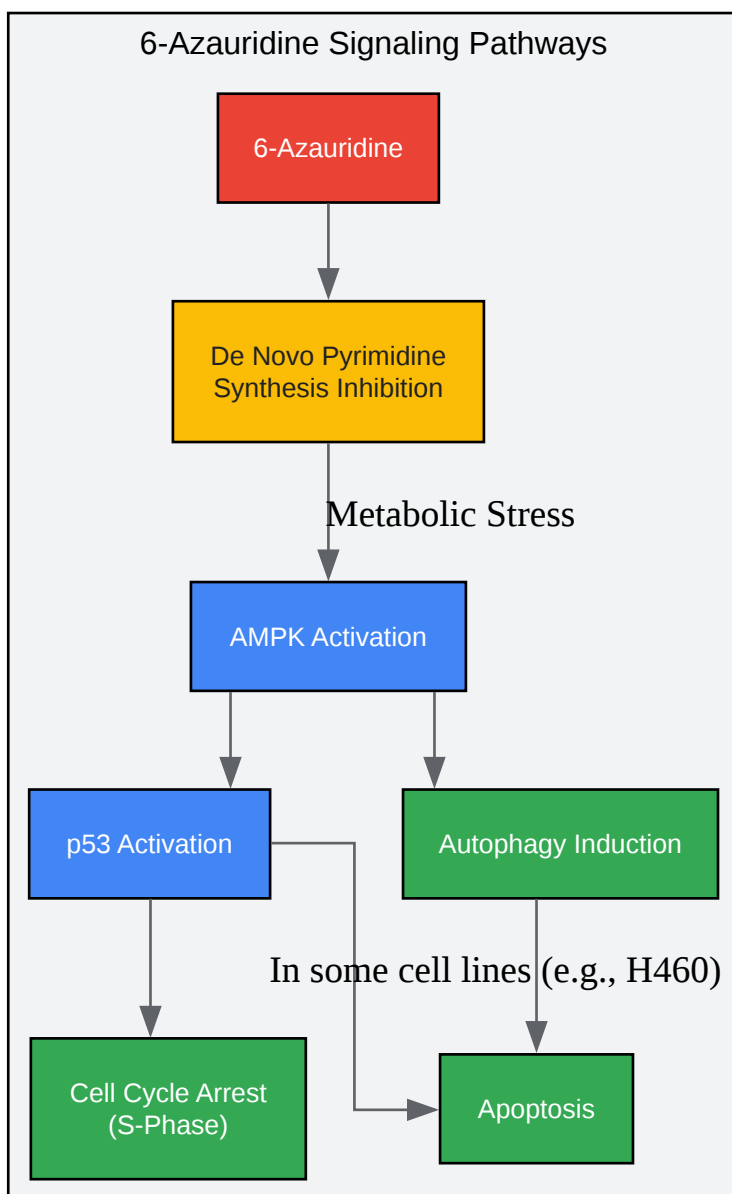 6-Azauridine Signaling Pathways
6-Azauridine
De Novo Pyrimidine
Synthesis Inhibition
Metabolic Stress
AMPK Activation
p53 Activation
Autophagy Induction
In some cell lines (e.g., H460)
Cell Cycle Arrest
(S-Phase)
Apoptosis